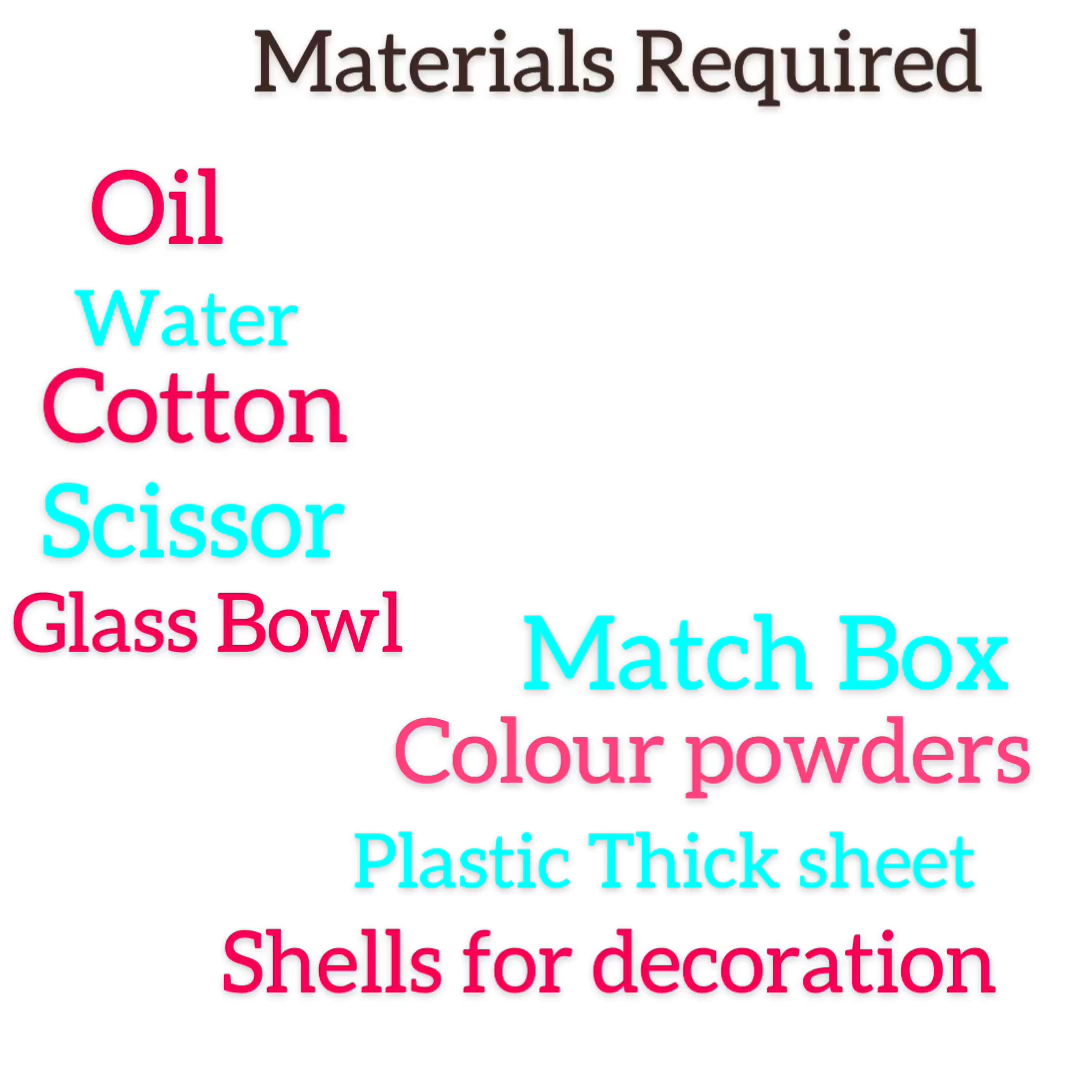 Materials Required
Oil
Water
Cotton
Scissor
Glass Bowl
Match Box
Colour powders
Plastic Thick sheet
Shells for decoration